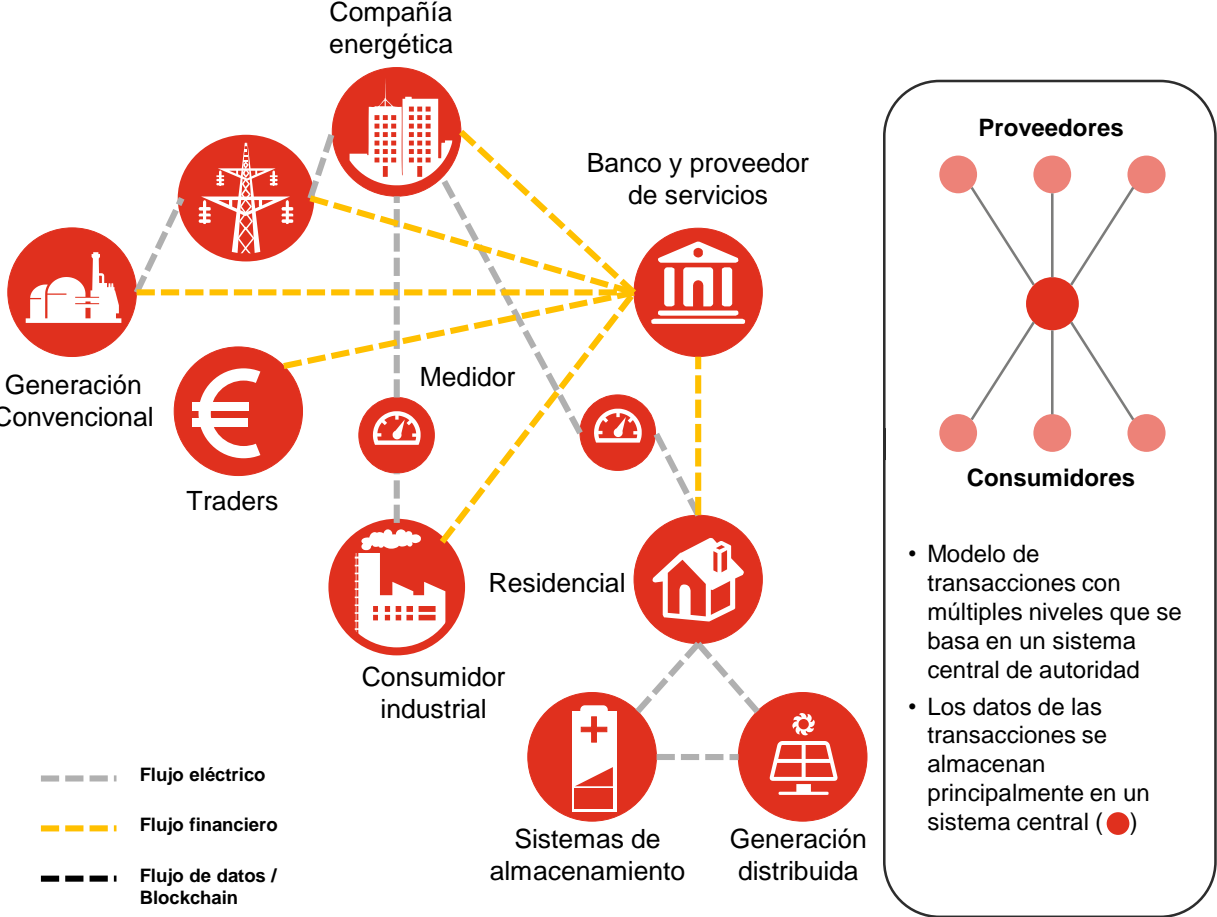 Compañía
energética
Banco y proveedor
de servicios
Generación
Convencional
Medidor
Traders
Residencial
Consumidor
industrial
Sistemas de
almacenamiento
Generación
distribuida
Flujo eléctrico
Flujo financiero
Flujo de datos /
Blockchain
Proveedores
Consumidores
• Modelo de
transacciones con
múltiples niveles que se
basa en un sistema
central de autoridad
• Los datos de las
transacciones se
almacenan
principalmente en un
sistema central ( )